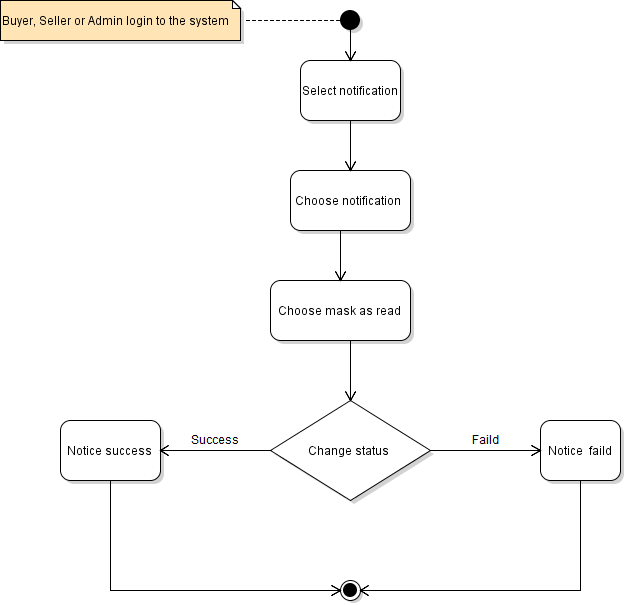 Buyer, Seller or Admin login to the system
Select notification
Choose notification
Choose mask as read
Change status
Success
Faild
Notice success
Notice faild